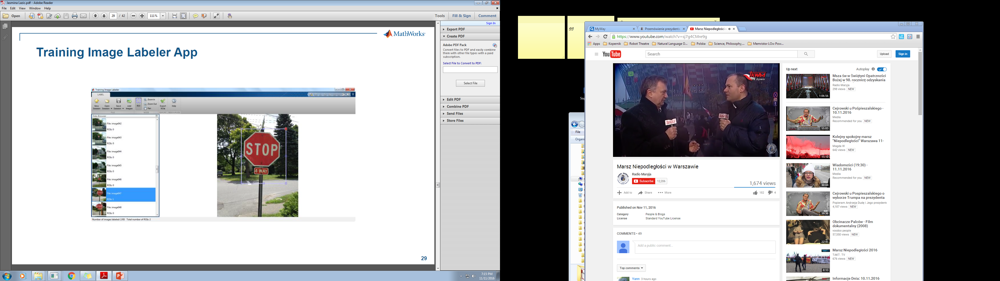 Jasmina Lazic.pdf - Adobe Reader
File Edit View Window Help
Open 29 / 42 111% Tools Fill & Sign Comment
Sign In
MathWorks
Training Image Labeler App
Training Image Labeler
LABEL
New Session
Open Session
Save Session
Add Images
ROI
Zoom In
Zoom Out
Pan
Export ROIs
Help
FILE MODE EXPORT RESOURCES
Data Browser
File: image042
ROIs: 0
File: image043
ROIs: 0
File: image044
ROIs: 0
File: image045
ROIs: 0
File: image046
ROIs: 0
File: image047
ROIs: 1
File: image048
ROIs: 0
STOP
4-WAY
Number of images labeled: 2/85 Total number of ROIs: 2
29
Export PDF
Create PDF
Adobe PDF Pack
Convert files to PDF and easily combine
them with other file types with a paid
subscription.
Select File to Convert to PDF:
Select File
Edit PDF
Combine PDF
Send Files
Store Files
7:15 PM
11/11/2016
gg
Sop
File
Organi
MyWay
Przemówienie prezydenta
Marsz Niepodległości w
https://www.youtube.com/watch?v=sj7g4CMre9g
Apps Kopernik Robot Theatre Natural Language O... Polska Science, Philosophy,... Memristor LOw Pow...
YouTube
Search
Upload
Sign in
TRWAM
na żywo
Marsz Niepodległości w Warszawie
Radio Maryja
Subscribe 12,206
1,674 views
Add to Share More
182 4
Published on Nov 11, 2016
Category People & Blogs
License Standard YouTube License
COMMENTS • 49
Add a public comment...
Top comments
Yann 3 hours ago
Up next
Autoplay
Msza św w Świątyni Opatrzności
Bożej w 98. rocznicę odzyskania
Radio Maryja
298 views NEW
1:06:56
Cejrowski u Pośpieszalskiego -
10.11.2016
Media
Recommended for you NEW
55:03
Kolejny spokojny marsz
"Niepodległości" Warszawa 11-
Magda W
642 views NEW
15:12
Wiadomości (19:30) -
11.11.2016
Media
Recommended for you NEW
30:04
Cejrowski u Pospieszalskiego o
wyborze Trumpa na prezydenta
Popieram Andrzeja Dudę i Jego prezydent
4,187 views NEW
39:38
Obcinacze Palców - Film
dokumentalny (2008)
voodoo people
57,550 views NEW
22:41
Marsz Niepodległości 2016
TAKT. TV
676 views NEW
8:13
Informacje Dnia: 10.11.2016